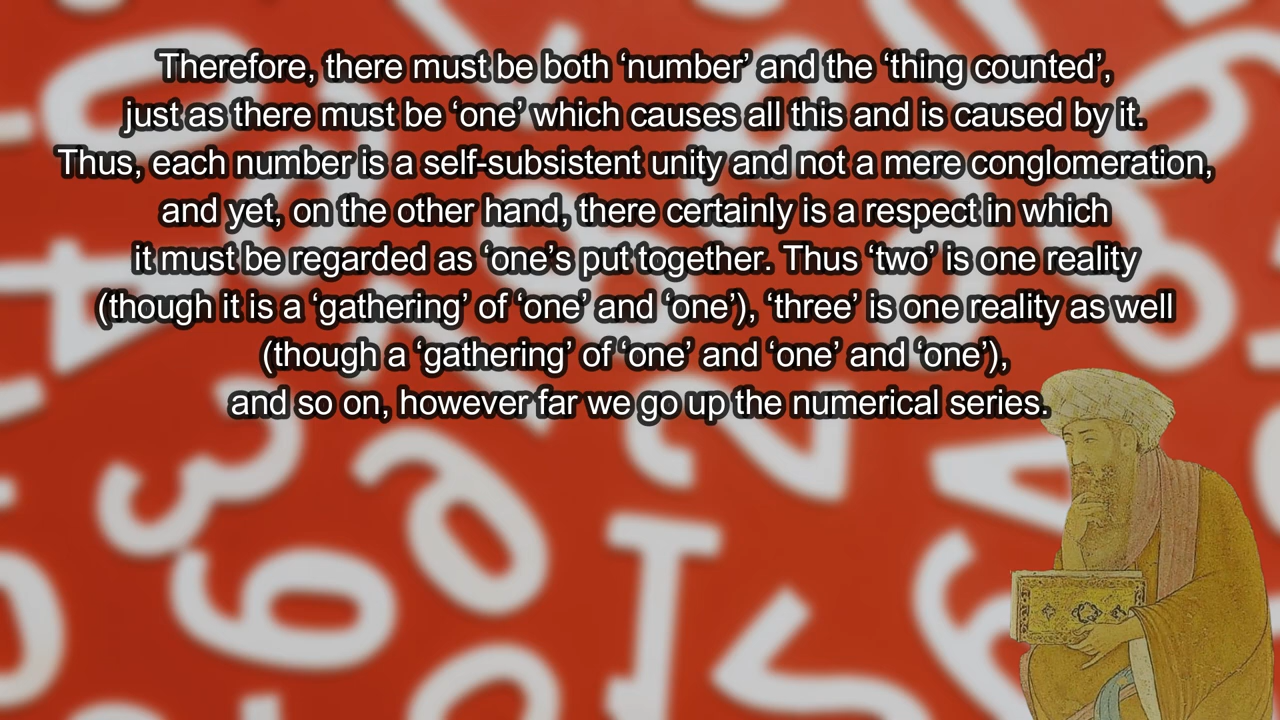 Therefore, there must be both ‘number’ and the ‘thing counted’,
just as there must be ‘one’ which causes all this and is caused by it.
Thus, each number is a self-subsistent unity and not a mere conglomeration,
and yet, on the other hand, there certainly is a respect in which
it must be regarded as ‘one’s put together. Thus ‘two’ is one reality
(though it is a ‘gathering’ of ‘one’ and ‘one’), ‘three’ is one reality as well
(though a ‘gathering’ of ‘one’ and ‘one’ and ‘one’),
and so on, however far we go up the numerical series.